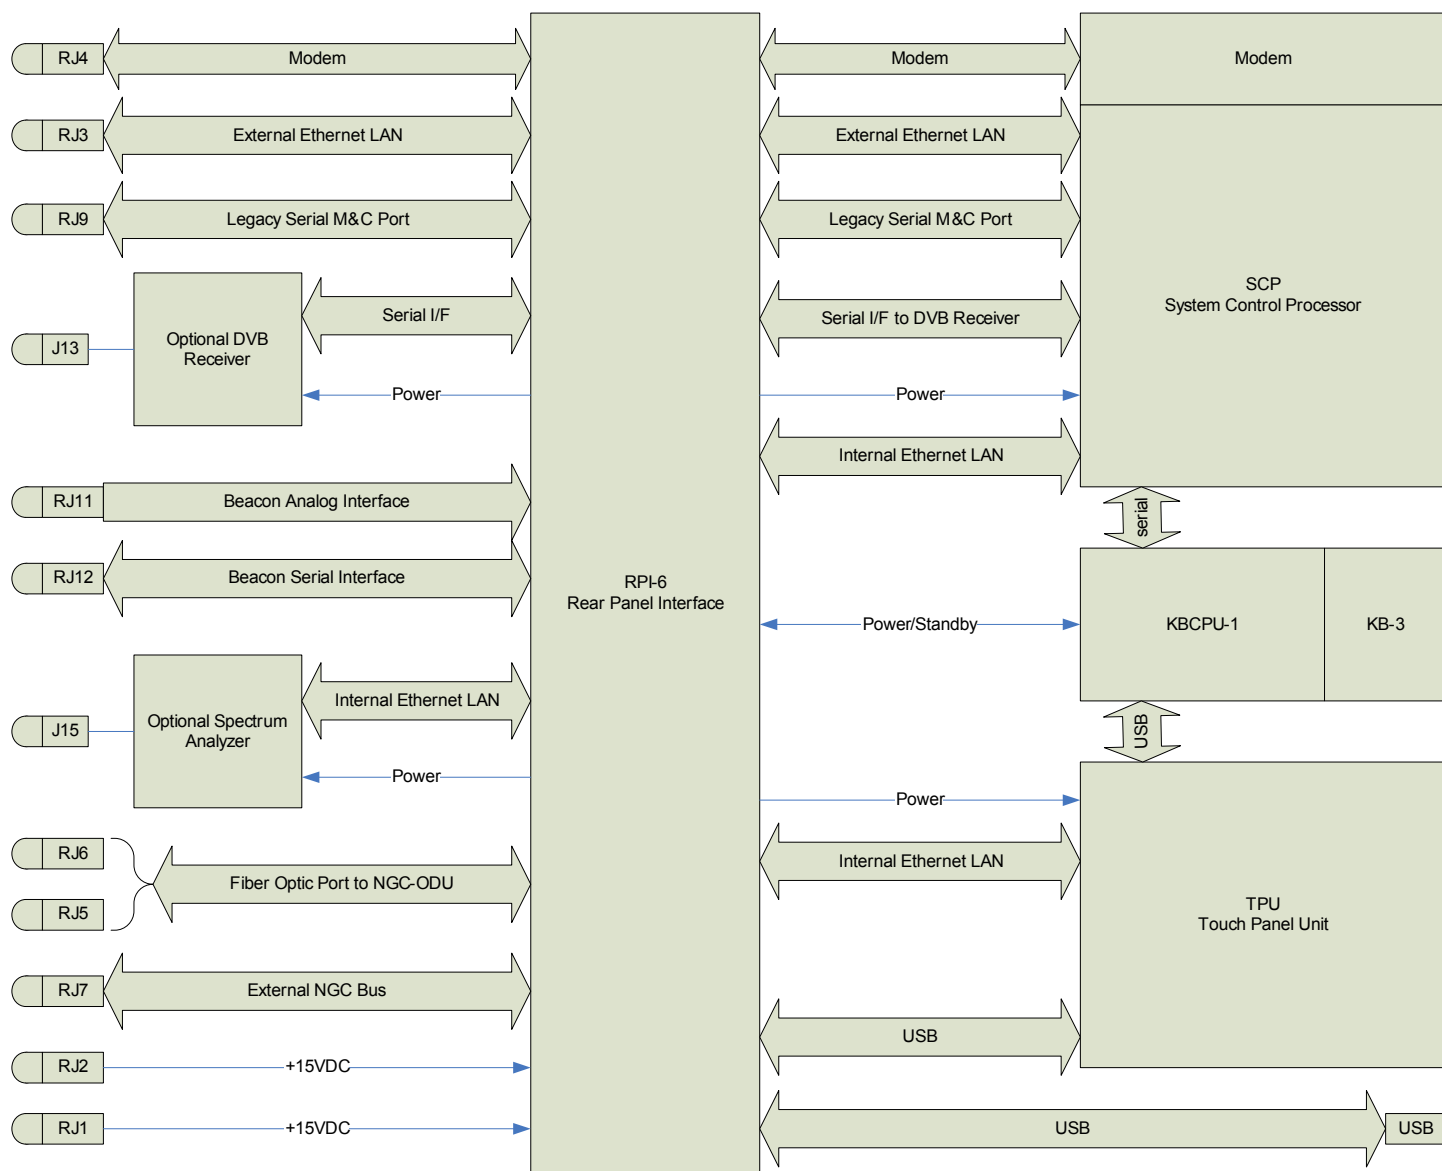 RJ4
Modem
Modem
Modem
RJ3
External Ethernet LAN
External Ethernet LAN
RJ9
Legacy Serial M&C Port
Legacy Serial M&C Port
SCP
System Control Processor
Serial I/F
Serial I/F to DVB Receiver
J13
Optional DVB
Receiver
Power
Power
Internal Ethernet LAN
RJ11
Beacon Analog Interface
serial
RJ12
Beacon Serial Interface
RPI-6
Rear Panel Interface
Power/Standby
KBCPU-1
KB-3
Internal Ethernet LAN
J15
Optional Spectrum
Analyzer
USB
Power
Power
RJ6
Internal Ethernet LAN
Fiber Optic Port to NGC-ODU
RJ5
TPU
Touch Panel Unit
RJ7
External NGC Bus
USB
RJ2
+15VDC
RJ1
+15VDC
USB
USB